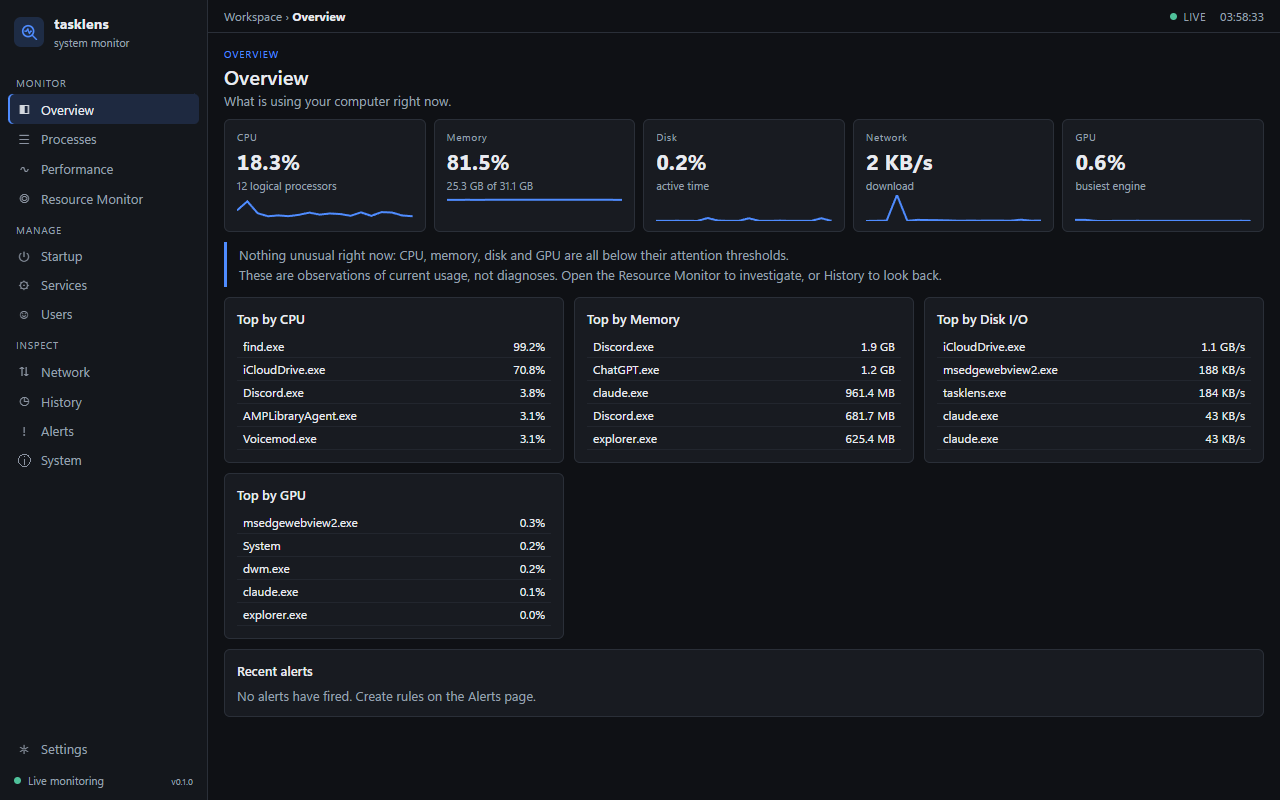 tasklens
system monitor
MONITOR
Overview
Processes
Performance
Resource Monitor
MANAGE
Startup
Services
Users
INSPECT
Network
History
Alerts
System
Settings
Live monitoring v0.1.0
Workspace › Overview
LIVE 03:58:33
OVERVIEW
Overview
What is using your computer right now.
CPU
18.3%
12 logical processors
Memory
81.5%
25.3 GB of 31.1 GB
Disk
0.2%
active time
Network
2 KB/s
download
GPU
0.6%
busiest engine
Nothing unusual right now: CPU, memory, disk and GPU are all below their attention thresholds.
These are observations of current usage, not diagnoses. Open the Resource Monitor to investigate, or History to look back.
Top by CPU
find.exe 99.2%
iCloudDrive.exe 70.8%
Discord.exe 3.8%
AMPLibraryAgent.exe 3.1%
Voicemod.exe 3.1%
Top by Memory
Discord.exe 1.9 GB
ChatGPT.exe 1.2 GB
claude.exe 961.4 MB
Discord.exe 681.7 MB
explorer.exe 625.4 MB
Top by Disk I/O
iCloudDrive.exe 1.1 GB/s
msedgewebview2.exe 188 KB/s
tasklens.exe 184 KB/s
claude.exe 43 KB/s
claude.exe 43 KB/s
Top by GPU
msedgewebview2.exe 0.3%
System 0.2%
dwm.exe 0.2%
claude.exe 0.1%
explorer.exe 0.0%
Recent alerts
No alerts have fired. Create rules on the Alerts page.